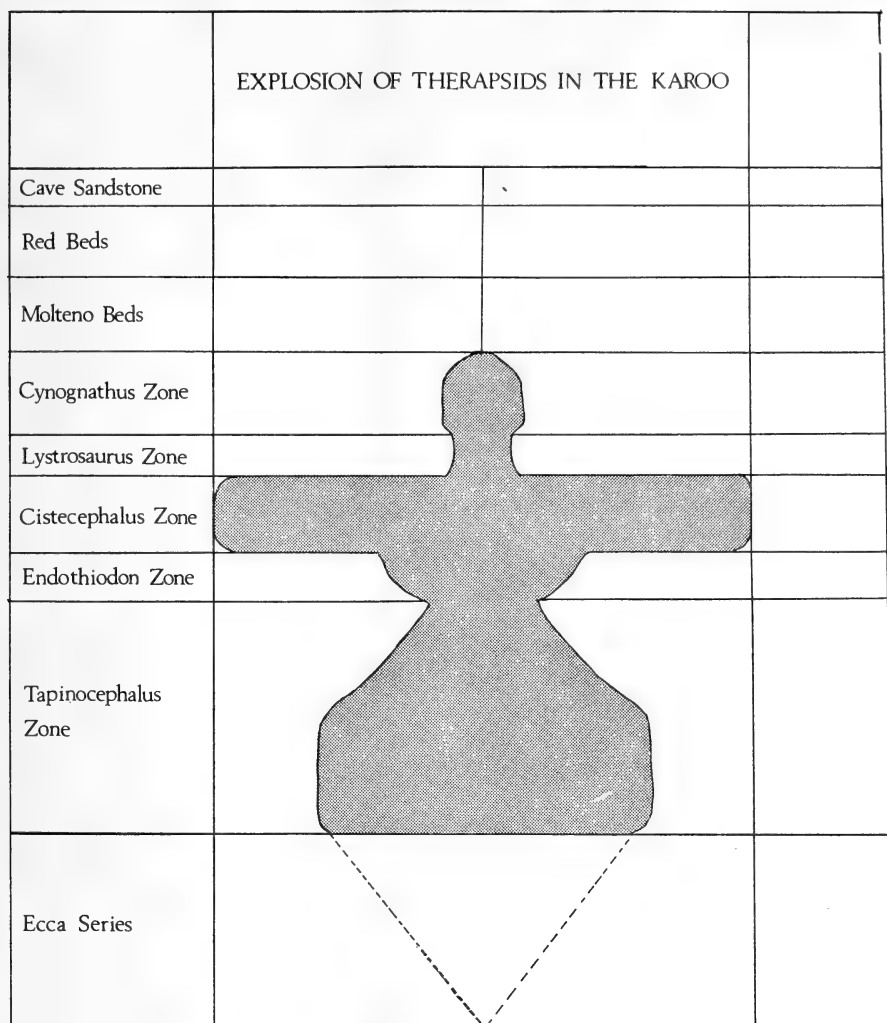 EXPLOSION OF THERAPSIDS IN THE KAROO
Cave Sandstone
Red Beds
Molteno Beds
Cynognathus Zone
Lystrosaurus Zone
Cistecephalus Zone
Endothiodon Zone
Tapinocephalus
Zone
Ecca Series